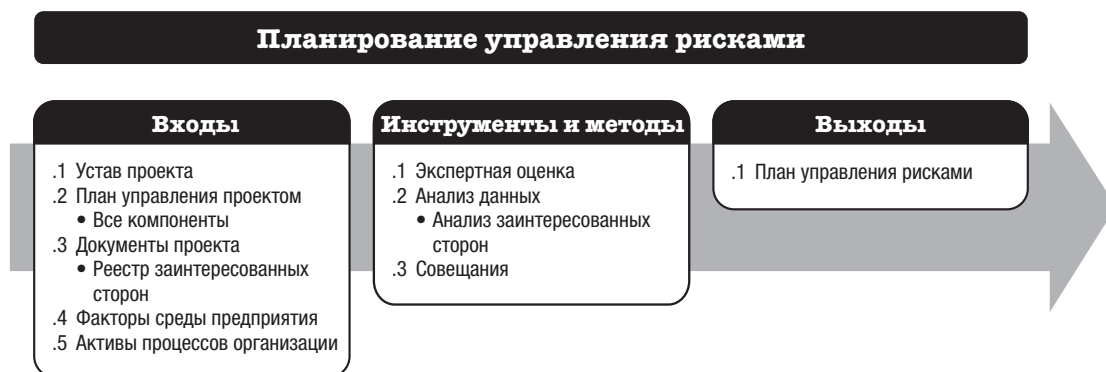 Планирование управления рисками
Входы
.1 Устав проекта
.2 План управления проектом
• Все компоненты
.3 Документы проекта
• Реестр заинтересованных
сторон
.4 Факторы среды предприятия
.5 Активы процессов организации
Инструменты и методы
.1 Экспертная оценка
.2 Анализ данных
• Анализ заинтересованных
сторон
.3 Совещания
Выходы
.1 План управления рисками